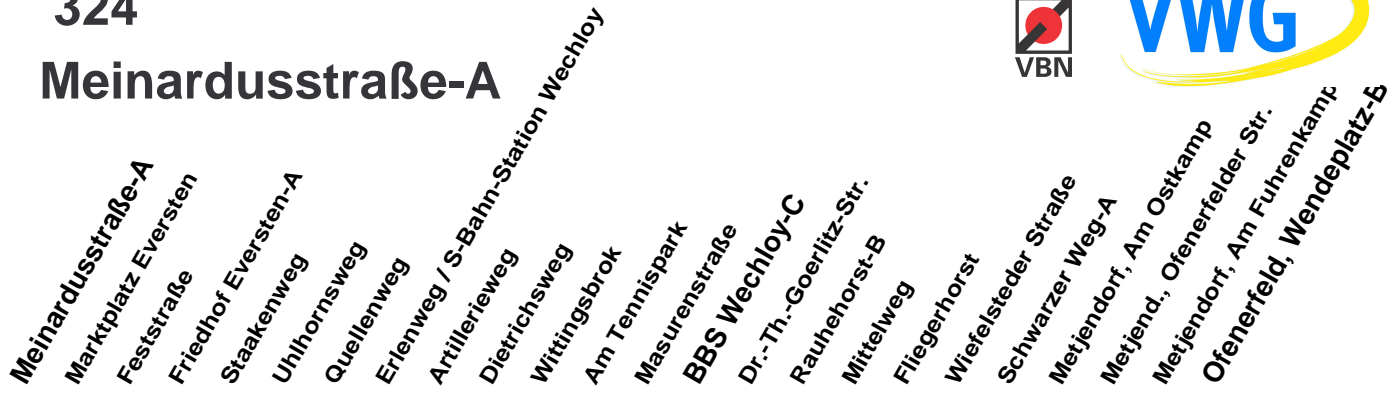 324
Meinardusstraße-A
VBN
VWG
Meinardusstraße-A
Marktplatz Eversten
Feststraße
Friedhof Eversten-A
Staakenweg
Uhlhornsweg
Quellenweg
Erlenweg / S-Bahn-Station Wechloy
Artillerieweg
Dietrichsweg
Wittingsbrok
Am Tennispark
Masurenstraße
BBS Wechloy-C
Dr.-Th.-Goerlitz-Str.
Rauhehorst-B
Mittelweg
Fliegerhorst
Wiefelsteder Straße
Schwarzer Weg-A
Metjendorf, Am Ostkamp
Metjend., Ofenerfelder Str.
Metjendorf, Am Fuhrenkamp
Ofenerfeld, Wendeplatz-B